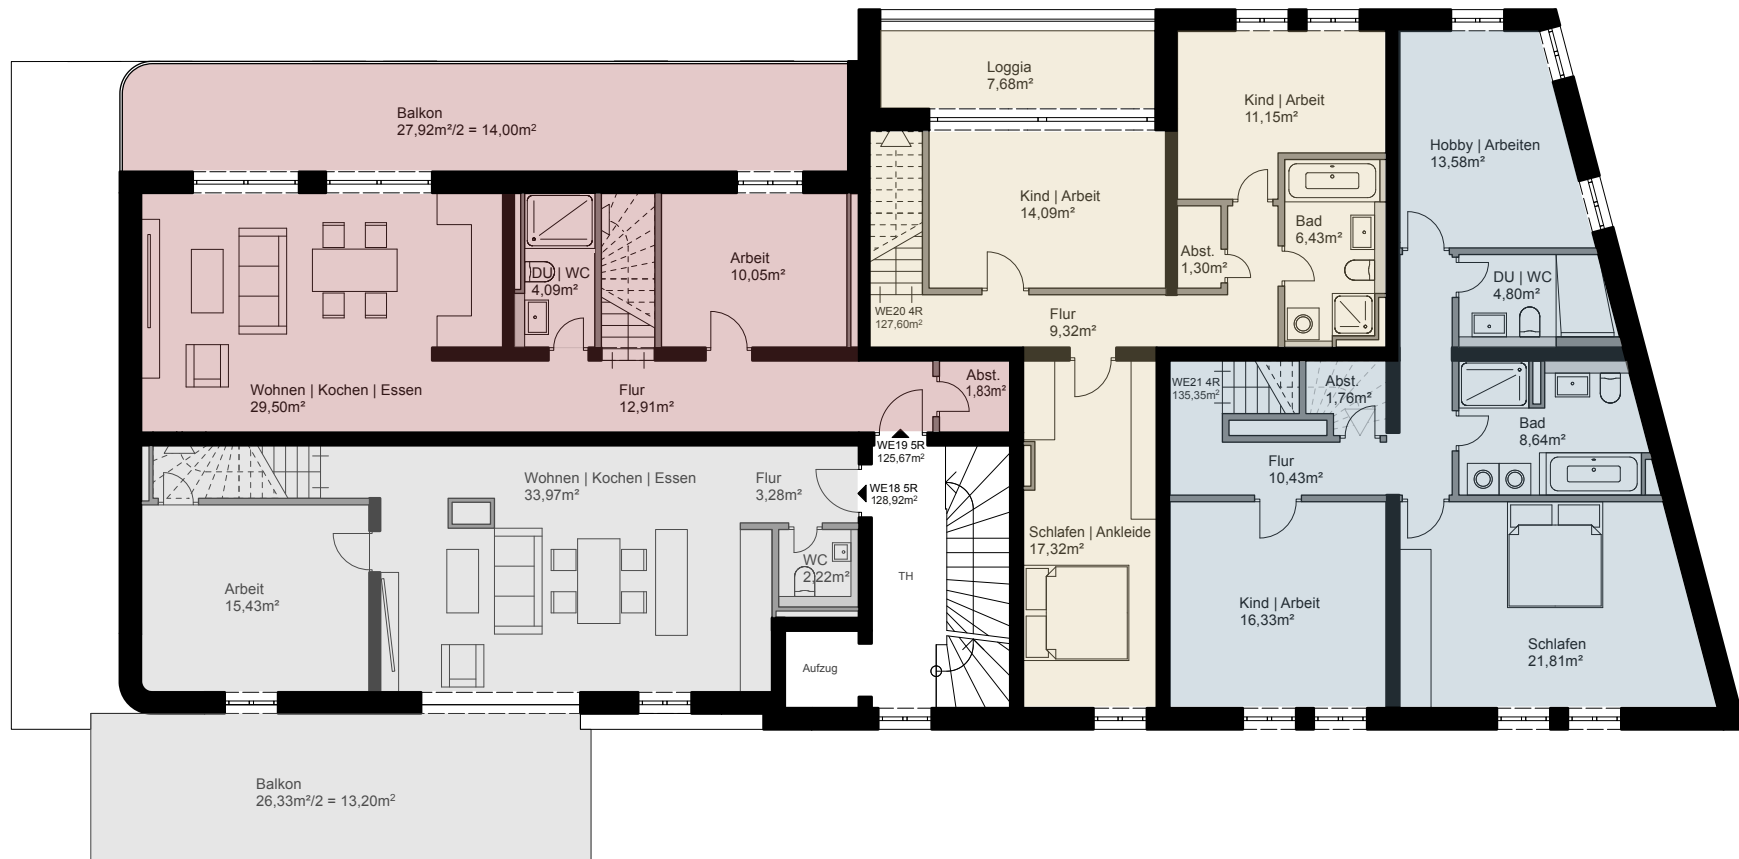 Loggia
7,68m²
Kind | Arbeit
11,15m²
Balkon
27,92m²/2 = 14,00m²
Hobby | Arbeiten
13,58m²
Kind | Arbeit
14,09m²
Bad
6,43m²
Abst.
1,30m²
Arbeit
10,05m²
DU | WC
4,09m²
DU | WC
4,80m²
WE20 4R
127,60m²
Flur
9,32m²
Wohnen | Kochen | Essen
29,50m²
Flur
12,91m²
Abst.
1,83m²
WE21 4R
135,35m²
Abst.
1,76m²
Bad
8,64m²
WE19 5R
125,67m²
Wohnen | Kochen | Essen
33,97m²
Flur
3,28m²
WE18 5R
128,92m²
Flur
10,43m²
Schlafen | Ankleide
17,32m²
WC
2,22m²
TH
Arbeit
15,43m²
Kind | Arbeit
16,33m²
Schlafen
21,81m²
Aufzug
Balkon
26,33m²/2 = 13,20m²